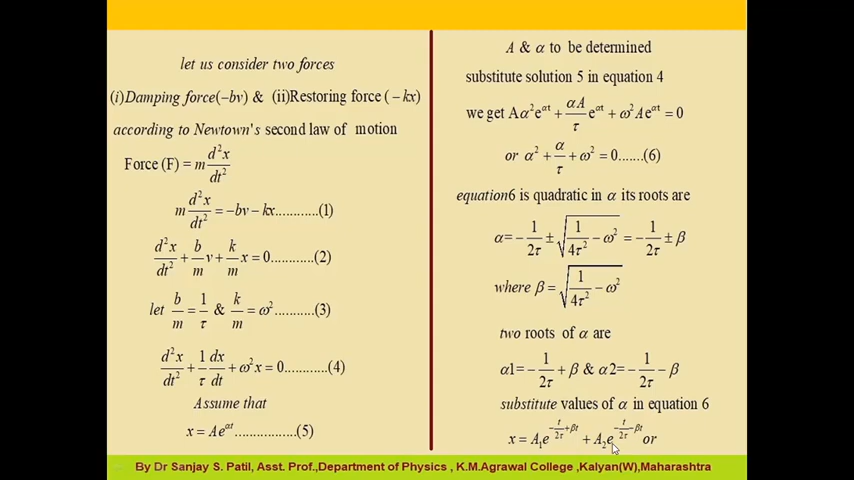 let us consider two forces
(i)Damping force(−bv) & (ii)Restoring force (−kx)
according to Newtown's second law of motion
Force (F) = m d²x/dt²
m d²x/dt² = −bv − kx............(1)
d²x/dt² + b/m v + k/m x = 0............(2)
let b/m = 1/τ & k/m = ω²...........(3)
d²x/dt² + 1/τ dx/dt + ω²x = 0............(4)
Assume that
x = Ae^αt.................(5)
A & α to be determined
substitute solution 5 in equation 4
we get Aα²e^αt + αA/τ e^αt + ω²Ae^αt = 0
or α² + α/τ + ω² = 0.......(6)
equation6 is quadratic in α its roots are
α= − 1/2τ ± √(1/4τ² − ω²) = − 1/2τ ± β
where β = √(1/4τ² − ω²)
two roots of α are
α1= − 1/2τ + β & α2= − 1/2τ − β
substitute values of α in equation 6
x = A₁e^(−t/2τ+βt) + A₂e^(−t/2τ−βt) or
By Dr Sanjay S. Patil, Asst. Prof.,Department of Physics , K.M.Agrawal College ,Kalyan(W),Maharashtra